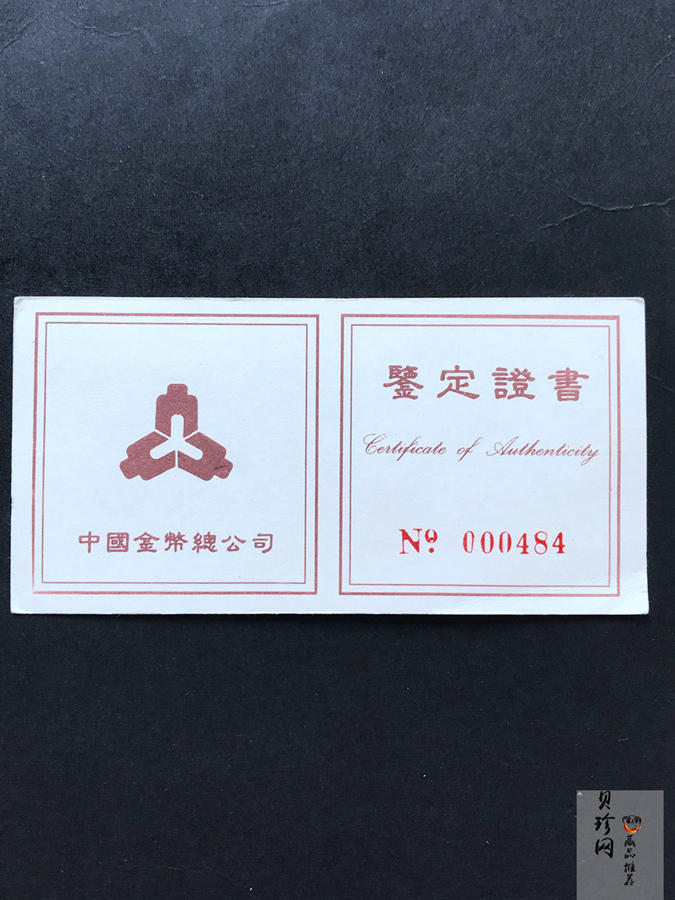 中國金幣總公司
鑒定證書
Certificate of Authenticity
№ 000484
贝珍网
藏品推荐